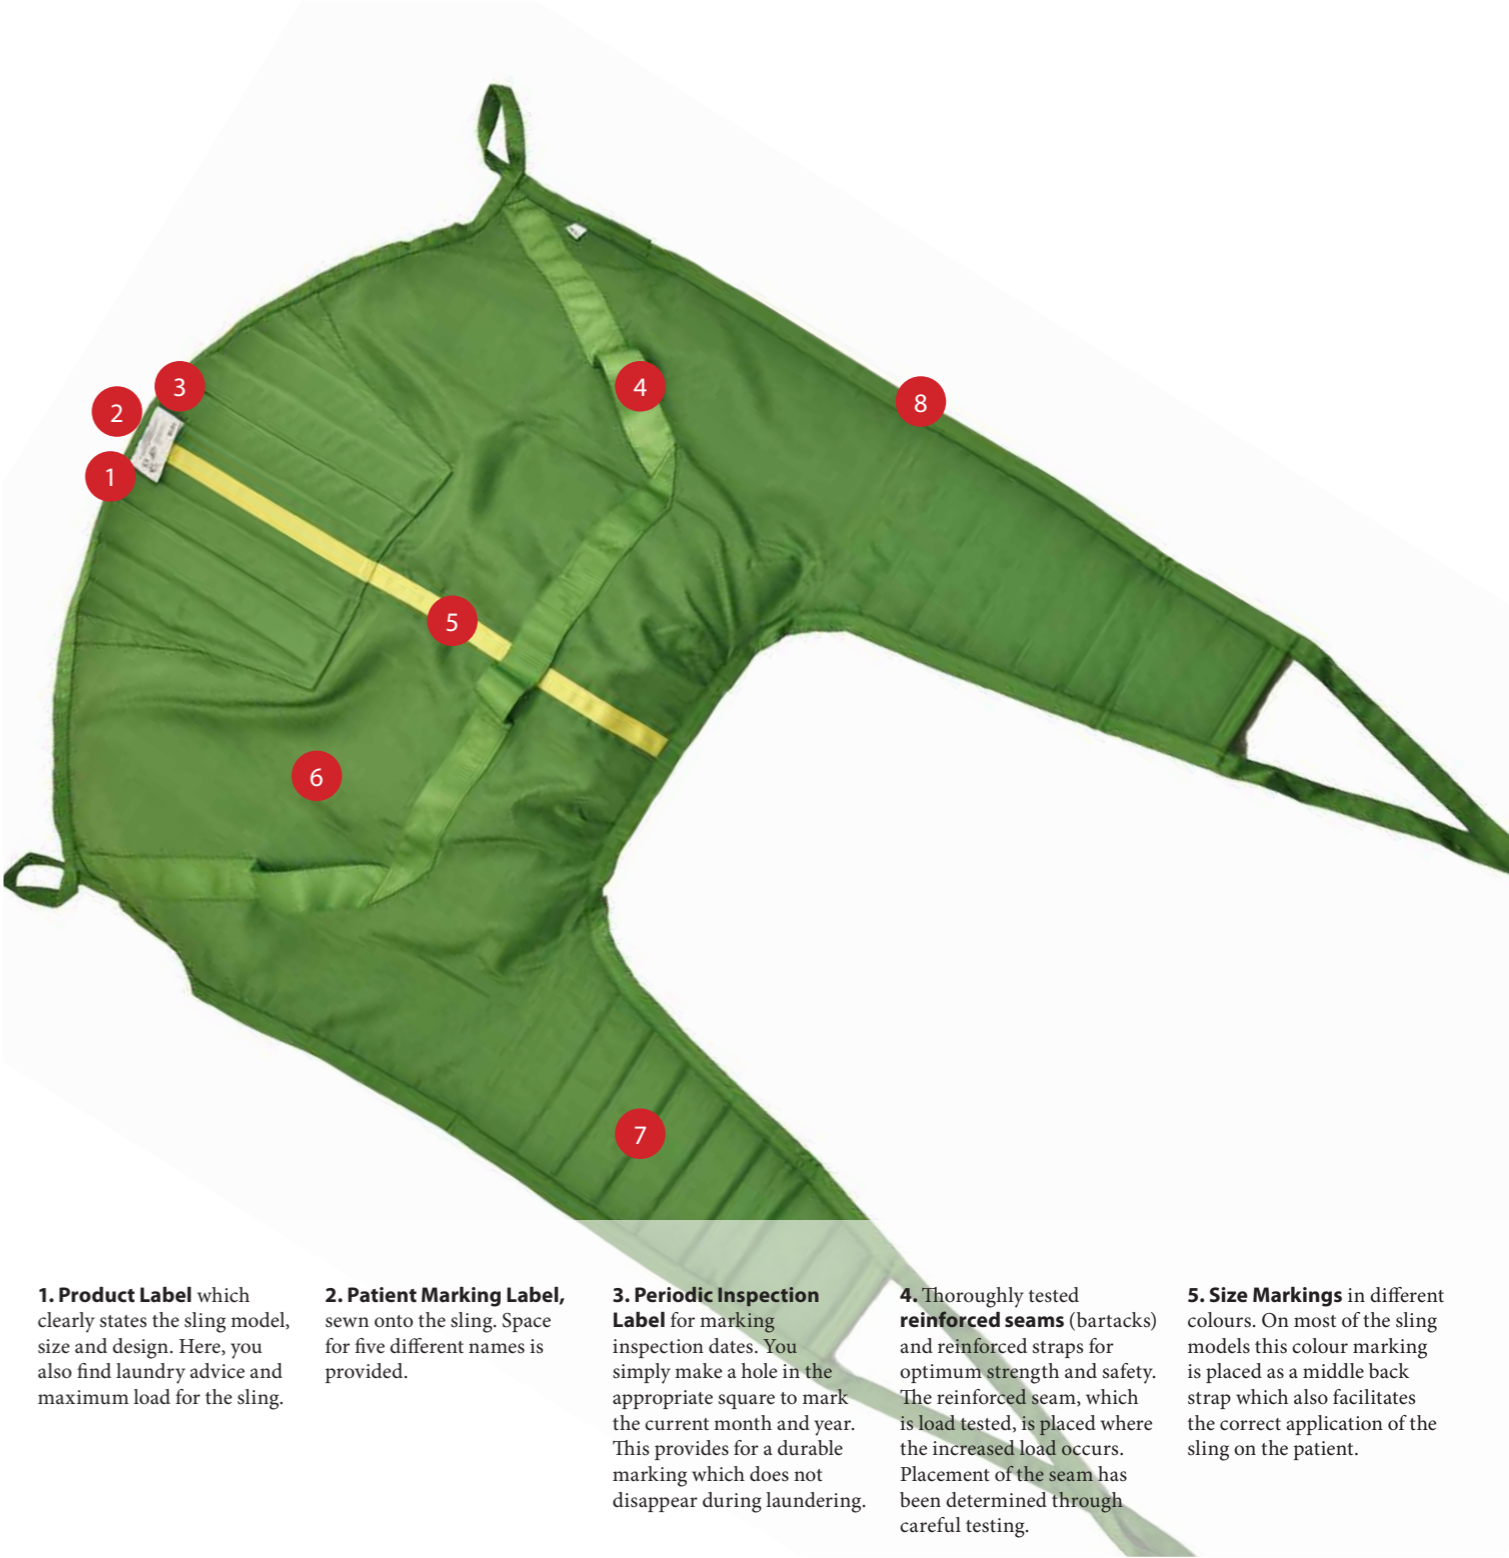 3
2
4
8
1
5
6
7
1. Product Label which
clearly states the sling model,
size and design. Here, you
also find laundry advice and
maximum load for the sling.
2. Patient Marking Label,
sewn onto the sling. Space
for five different names is
provided.
3. Periodic Inspection
Label for marking
inspection dates. You
simply make a hole in the
appropriate square to mark
the current month and year.
This provides for a durable
marking which does not
disappear during laundering.
4. Thoroughly tested
reinforced seams (bartacks)
and reinforced straps for
optimum strength and safety.
The reinforced seam, which
is load tested, is placed where
the increased load occurs.
Placement of the seam has
been determined through
careful testing.
5. Size Markings in different
colours. On most of the sling
models this colour marking
is placed as a middle back
strap which also facilitates
the correct application of the
sling on the patient.